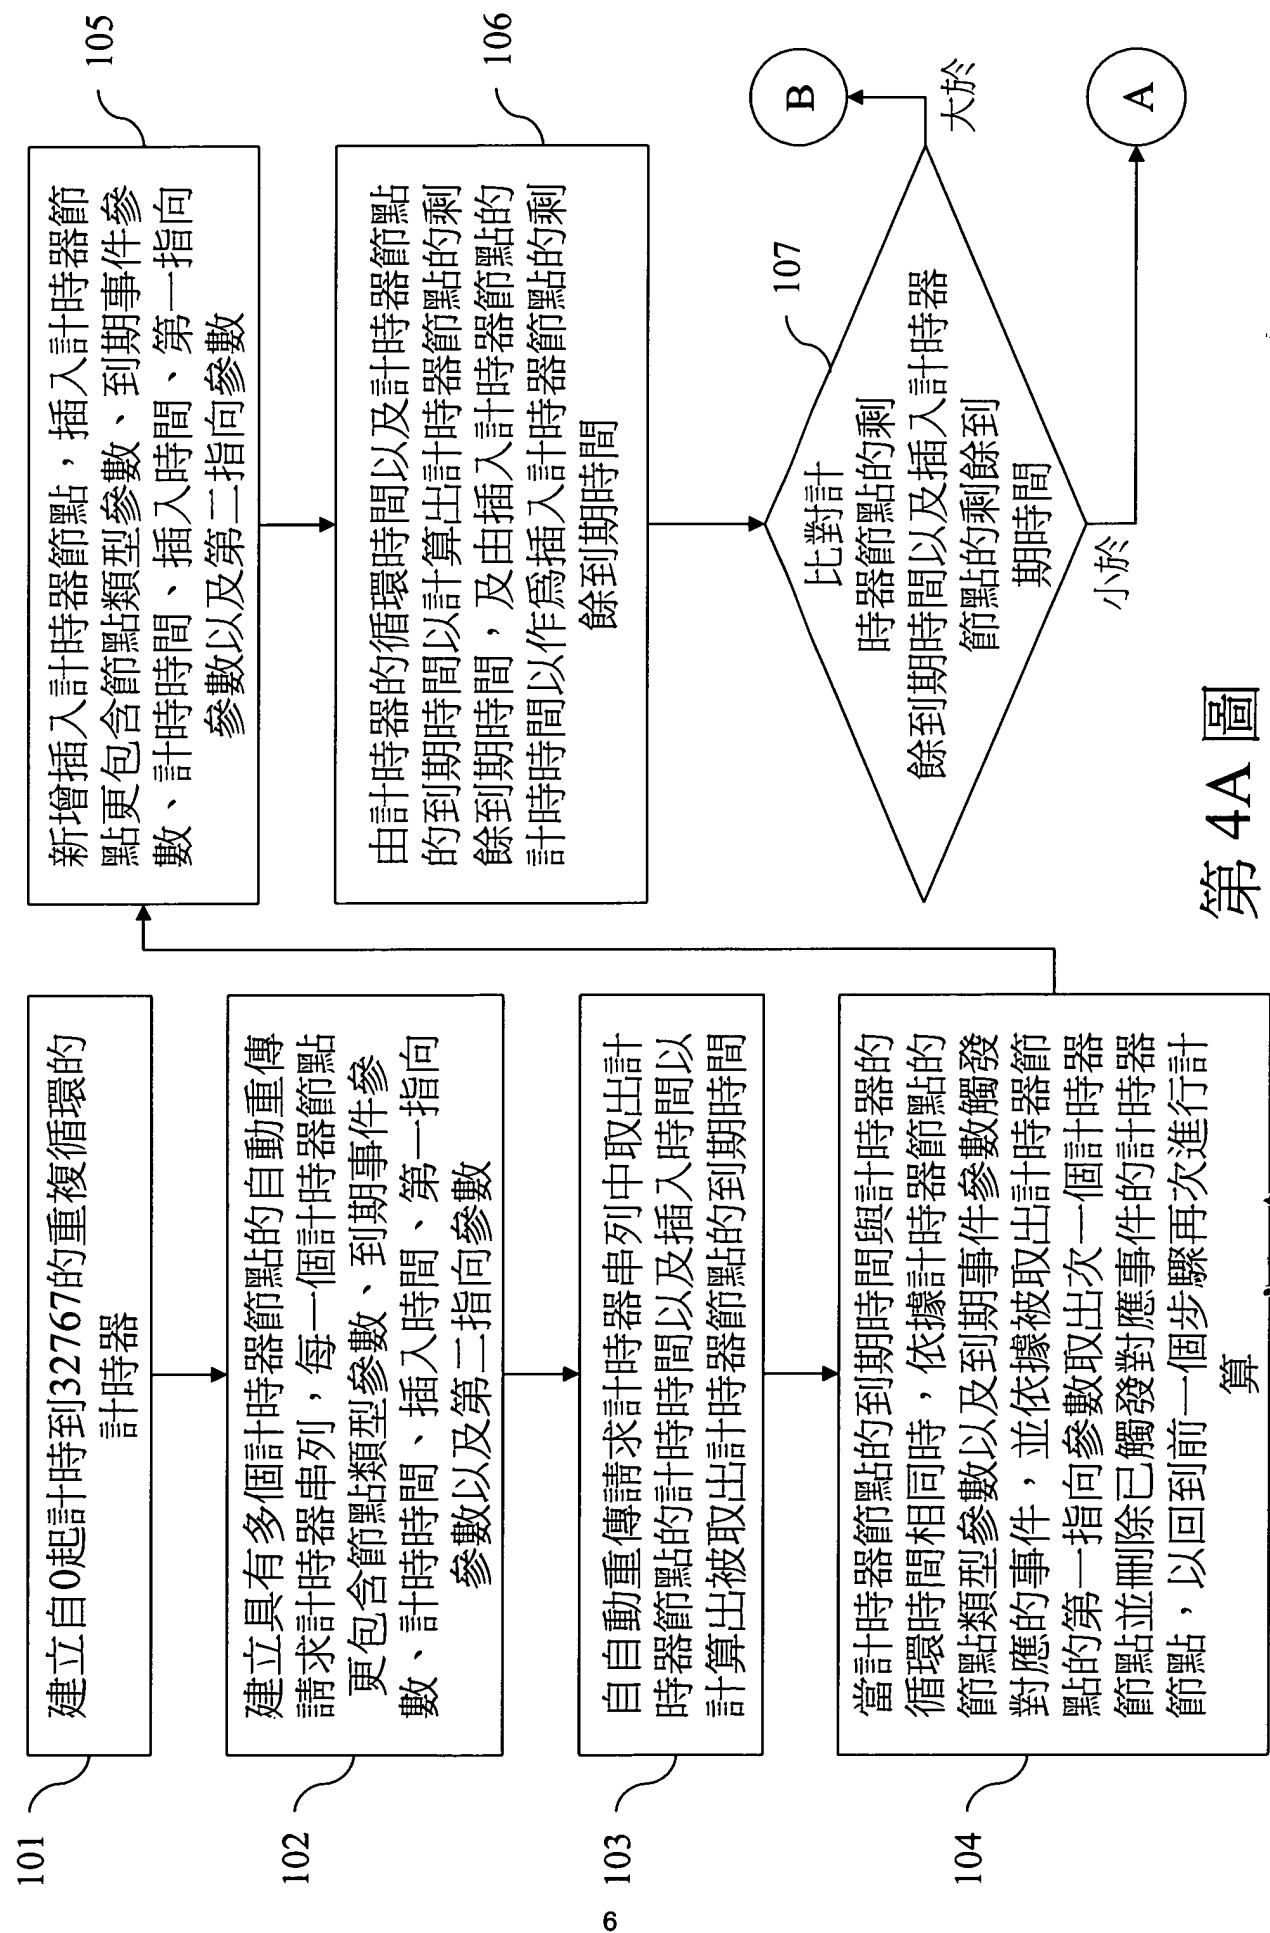 101
建立自0起計時到32767的重複循環的
計時器
102
建立具有多個計時器節點的自動重傳
請求計時器串列，每一個計時器節點
更包含節點類型參數、到期事件參
數、計時時間、插入時間、第一指向
參數以及第二指向參數
103
自自動重傳請求計時器串列中取出計
時器節點的計時時間以及插入時間以
計算出被取出計時器節點的到期時間
104
當計時器節點的到期時間與計時器的
循環時間相同時，依據計時器節點的
節點類型參數以及到期事件參數觸發
對應的事件，並依據被取出計時器節
點的第一指向參數取出次一個計時器
節點並刪除已觸發對應事件的計時器
節點，以回到前一個步驟再次進行計
算
105
新增插入計時器節點，插入計時器節
點更包含節點類型參數、到期事件參
數、計時時間、插入時間、第一指向
參數以及第二指向參數
106
由計時器的循環時間以及計時器節點
的到期時間以計算出計時器節點的剩
餘到期時間，及由插入計時器節點的
計時時間以作為插入計時器節點的剩
餘到期時間
107
比對計
時器節點的剩
餘到期時間以及插入計時器
節點的剩餘到
期時間
大於
B
小於
A
第 4A 圖
6